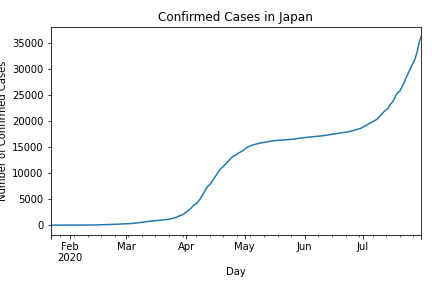 Confirmed Cases in Japan
Number of Confirmed Cases
35000
30000
25000
20000
15000
10000
5000
0
Feb Mar Apr May Jun Jul
2020
Day